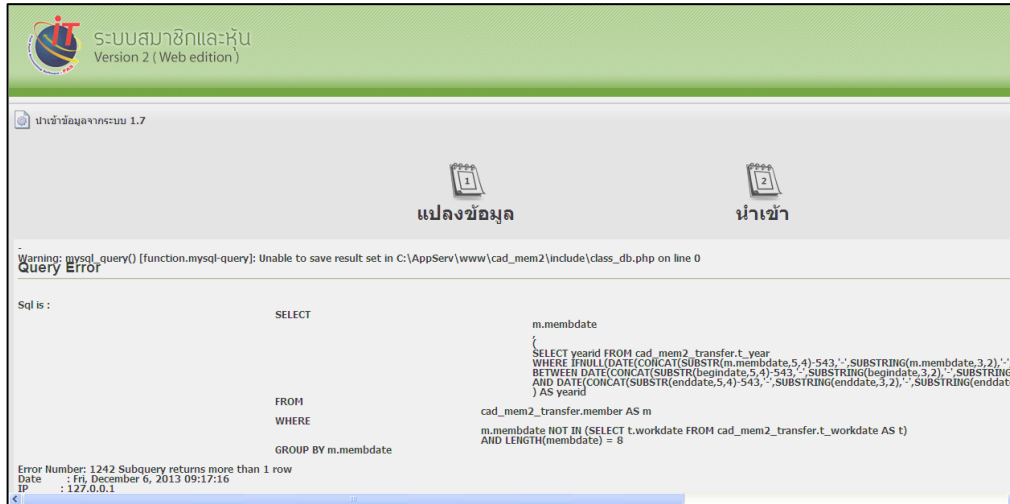 iT
ระบบสมาชิกและหุ้น
Version 2 ( Web edition )
นำเข้าข้อมูลจากระบบ 1.7
1
2
แปลงข้อมูล
นำเข้า
-
Warning: mysql_query() [function.mysql-query]: Unable to save result set in C:\AppServ\www\cad_mem2\include\class_db.php on line 0
Query Error
Sql is :
SELECT
m.membdate
,
(
SELECT yearid FROM cad_mem2_transfer.t_year
WHERE IFNULL(DATE(CONCAT(SUBSTR(m.membdate,5,4)-543,'-',SUBSTRING(m.membdate,3,2),'-',
BETWEEN DATE(CONCAT(SUBSTR(begindate,5,4)-543,'-',SUBSTRING(begindate,3,2),'-',SUBSTRING
AND DATE(CONCAT(SUBSTR(enddate,5,4)-543,'-',SUBSTRING(enddate,3,2),'-',SUBSTRING(enddat
) AS yearid
FROM
cad_mem2_transfer.member AS m
WHERE
m.membdate NOT IN (SELECT t.workdate FROM cad_mem2_transfer.t_workdate AS t)
AND LENGTH(membdate) = 8
GROUP BY m.membdate
Error Number: 1242 Subquery returns more than 1 row
Date : Fri, December 6, 2013 09:17:16
IP : 127.0.0.1